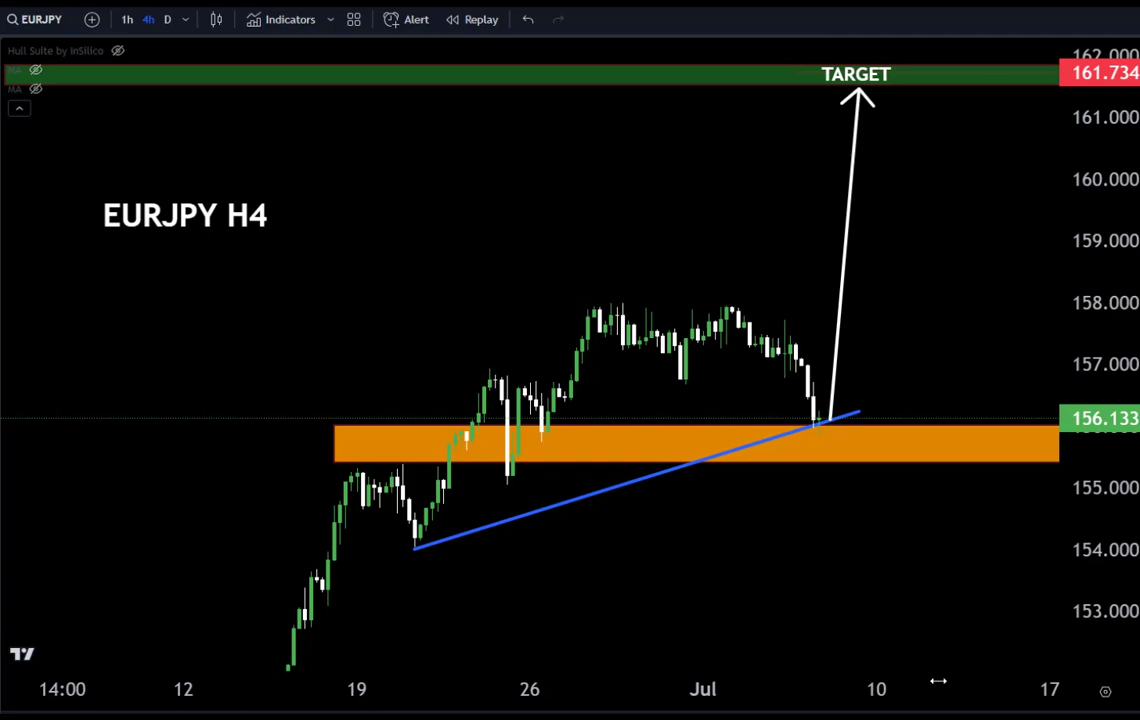 EURJPY 1h 4h D Indicators Alert Replay
Hull Suite by InSilico
MA
MA
TARGET
EURJPY H4
162.000
161.734
161.000
160.000
159.000
158.000
157.000
156.133
155.000
154.000
153.000
14:00 12 19 26 Jul 10 17